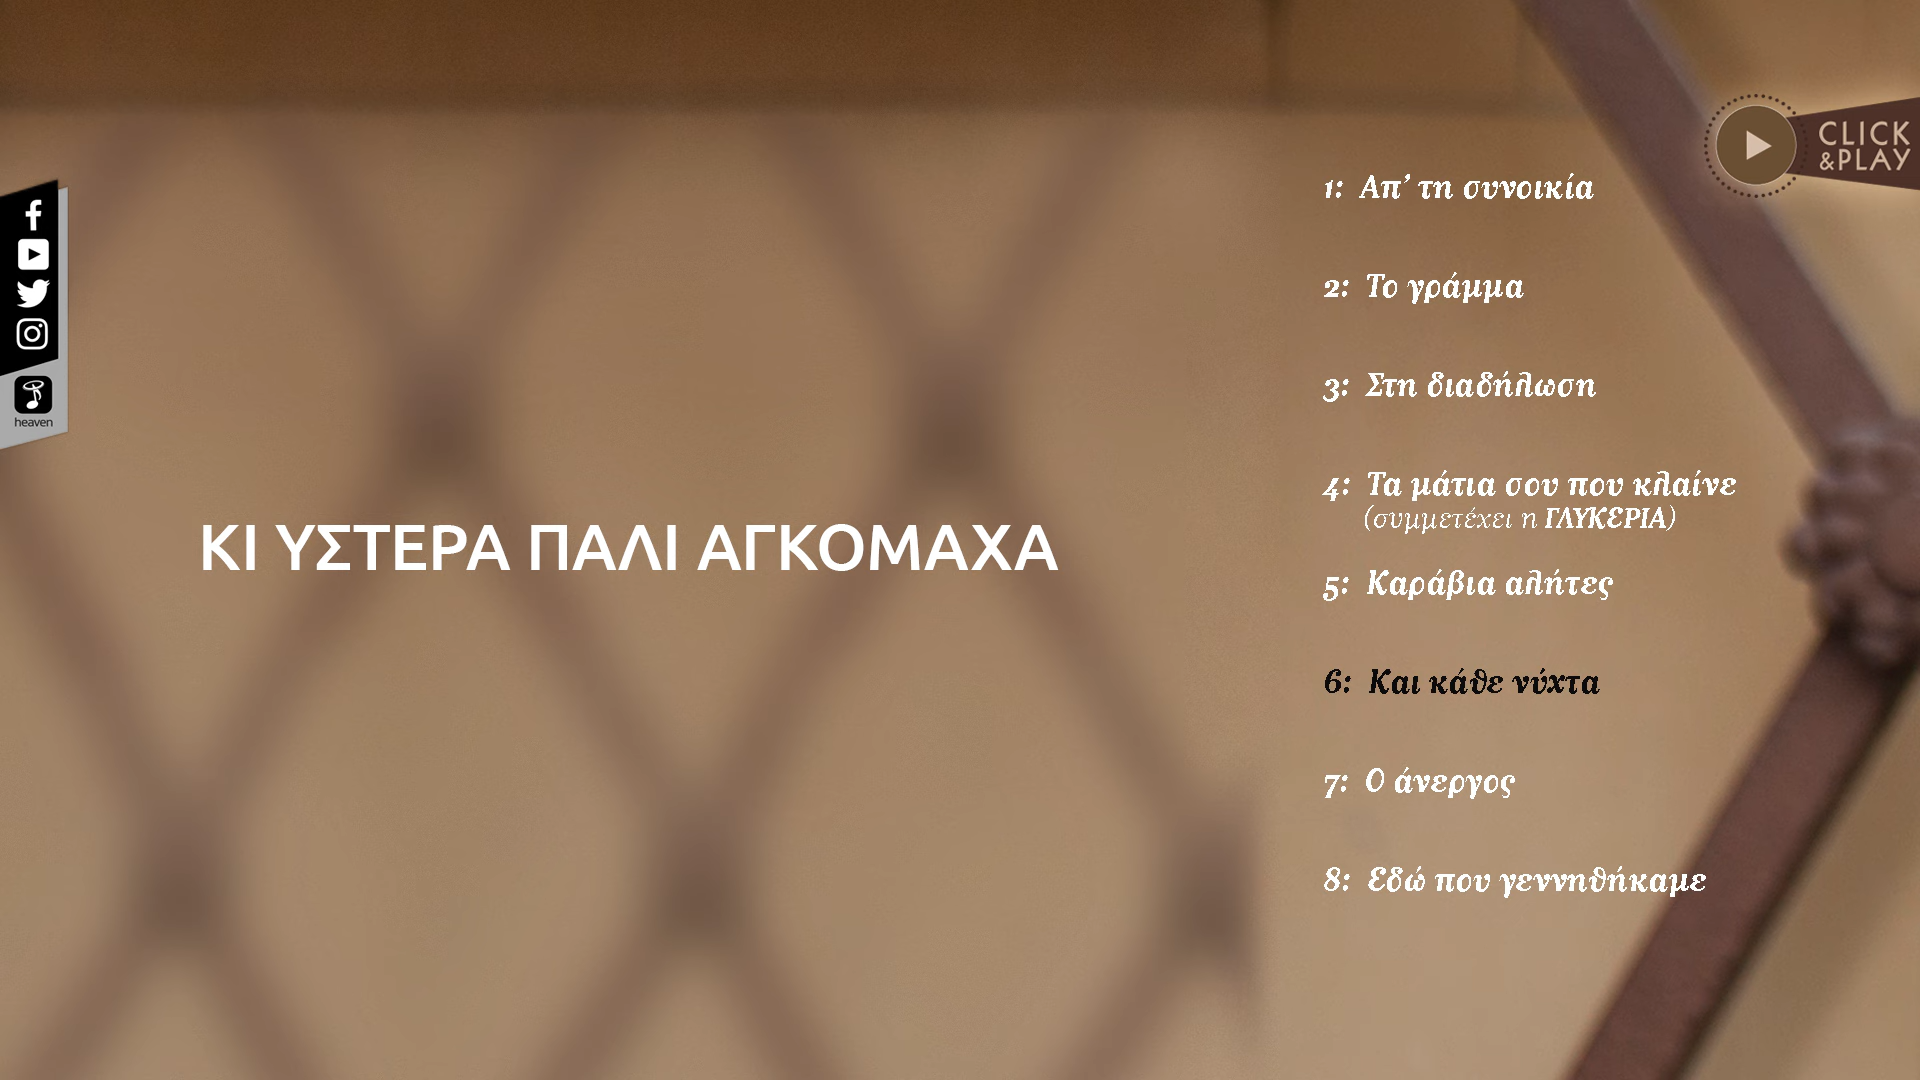 CLICK
&PLAY
1: Απ’ τη συνοικία
2: Το γράμμα
3: Στη διαδήλωση
4: Τα μάτια σου που κλαίνε
(συμμετέχει η ΓΛΥΚΕΡΙΑ)
5: Καράβια αλήτες
6: Και κάθε νύχτα
7: Ο άνεργος
8: Εδώ που γεννηθήκαμε
heaven
ΚΙ ΥΣΤΕΡΑ ΠΑΛΙ ΑΓΚΟΜΑΧΑ